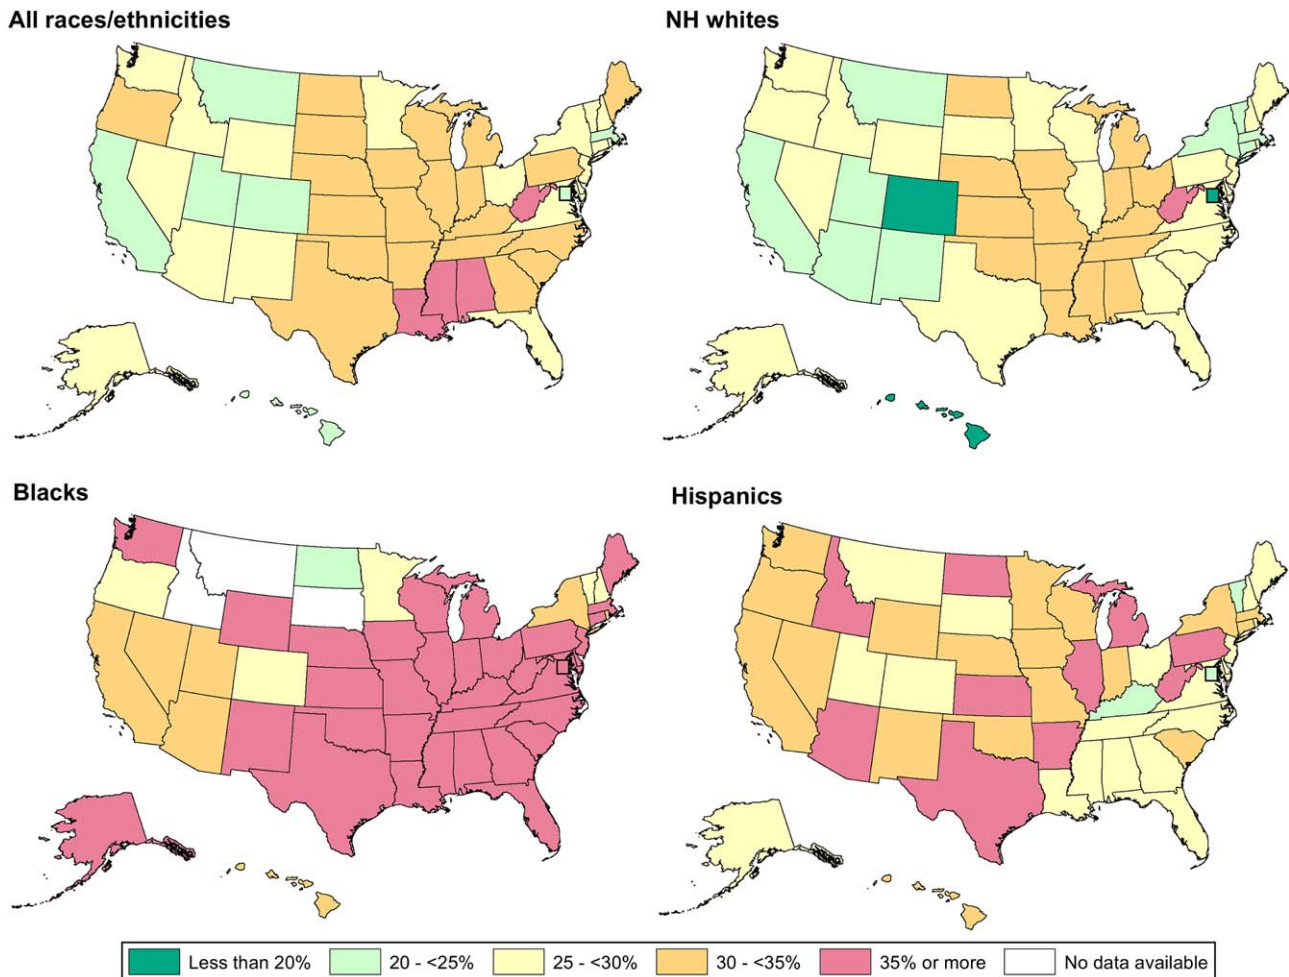 All races/ethnicities
NH whites
Blacks
Hispanics
Less than 20%
20 - <25%
25 - <30%
30 - <35%
35% or more
No data available